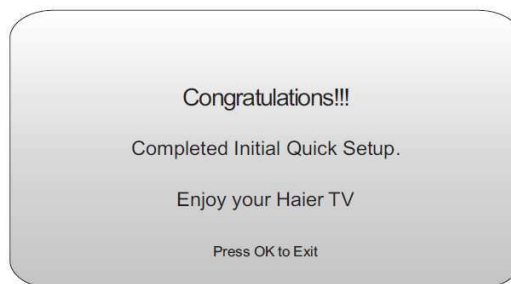 Congratulations!!!
Completed Initial Quick Setup.
Enjoy your Haier TV
Press OK to Exit